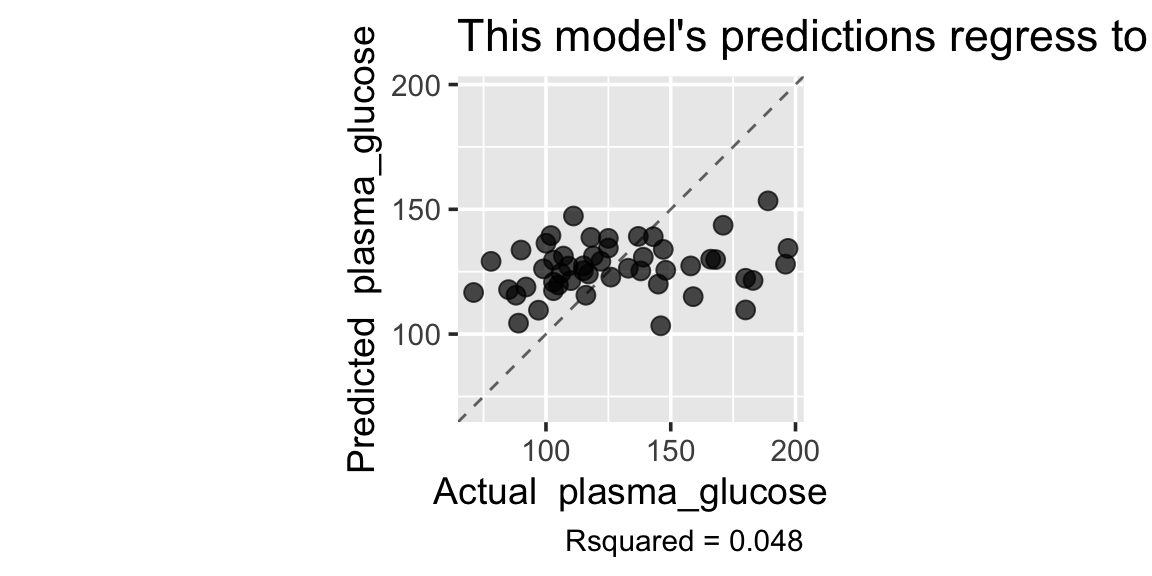 This model's predictions regress to
Predicted plasma_glucose
200
150
100
100 150 200
Actual plasma_glucose
Rsquared = 0.048